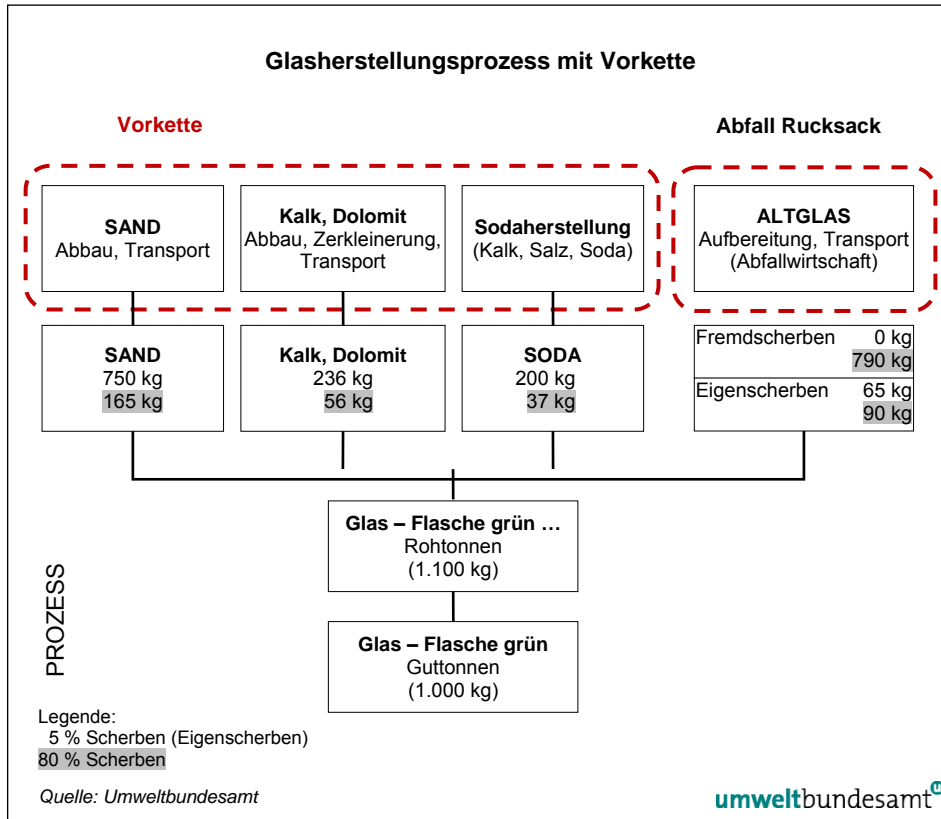 Glasherstellungsprozess mit Vorkette
Vorkette
Abfall Rucksack
SAND
Abbau, Transport
Kalk, Dolomit
Abbau, Zerkleinerung,
Transport
Sodaherstellung
(Kalk, Salz, Soda)
ALTGLAS
Aufbereitung, Transport
(Abfallwirtschaft)
SAND
750 kg
165 kg
Kalk, Dolomit
236 kg
56 kg
SODA
200 kg
37 kg
Fremdscherben 0 kg
790 kg
Eigenscherben 65 kg
90 kg
Glas – Flasche grün …
Rohtonnen
(1.100 kg)
PROZESS
Glas – Flasche grün
Guttonnen
(1.000 kg)
Legende:
5 % Scherben (Eigenscherben)
80 % Scherben
Quelle: Umweltbundesamt
umweltbundesamt u